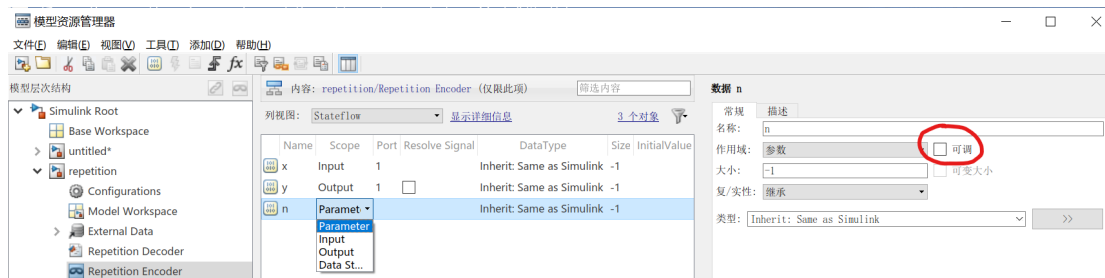 模型资源管理器
文件(F) 编辑(E) 视图(V) 工具(T) 添加(D) 帮助(H)
模型层次结构
Simulink Root
Base Workspace
untitled*
repetition
Configurations
Model Workspace
External Data
Repetition Decoder
Repetition Encoder
内容: repetition/Repetition Encoder (仅限此项) 筛选内容
列视图: Stateflow 显示详细信息 3 个对象
Name Scope Port Resolve Signal DataType Size InitialValue
x Input 1 Inherit: Same as Simulink -1
y Output 1 Inherit: Same as Simulink -1
n Paramet Inherit: Same as Simulink -1
Parameter
Input
Output
Data St...
数据 n
常规 描述
名称: n
作用域: 参数 可调
大小: -1 可变大小
复/实性: 继承
类型: Inherit: Same as Simulink >>